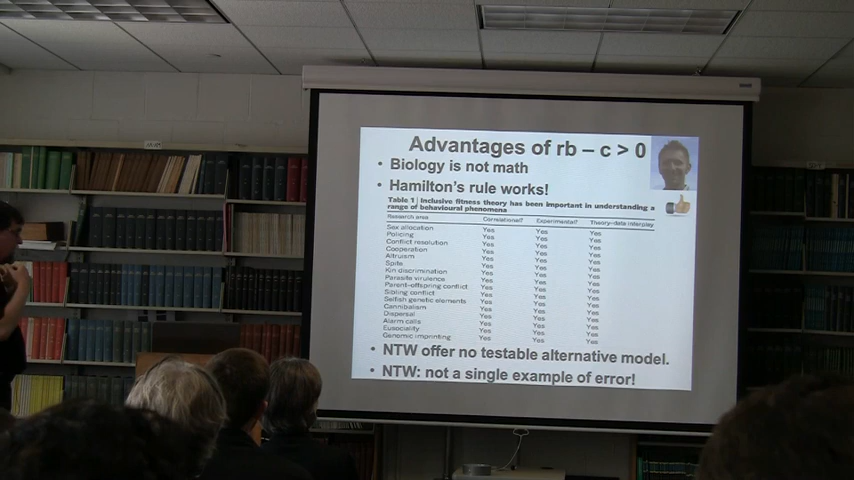 Advantages of rb – c > 0
• Biology is not math
• Hamilton's rule works!
Table 1 | Inclusive fitness theory has been important in understanding a
range of behavioural phenomena
Research area Correlational? Experimental? Theory–data interplay
Sex allocation Yes Yes Yes
Policing Yes Yes Yes
Conflict resolution Yes Yes Yes
Cooperation Yes Yes Yes
Altruism Yes Yes Yes
Spite Yes Yes Yes
Kin discrimination Yes Yes Yes
Parasite virulence Yes Yes Yes
Parent–offspring conflict Yes Yes Yes
Sibling conflict Yes Yes Yes
Selfish genetic elements Yes Yes Yes
Cannibalism Yes Yes Yes
Dispersal Yes Yes Yes
Alarm calls Yes Yes Yes
Eusociality Yes Yes Yes
Genomic imprinting Yes Yes Yes
• NTW offer no testable alternative model.
• NTW: not a single example of error!